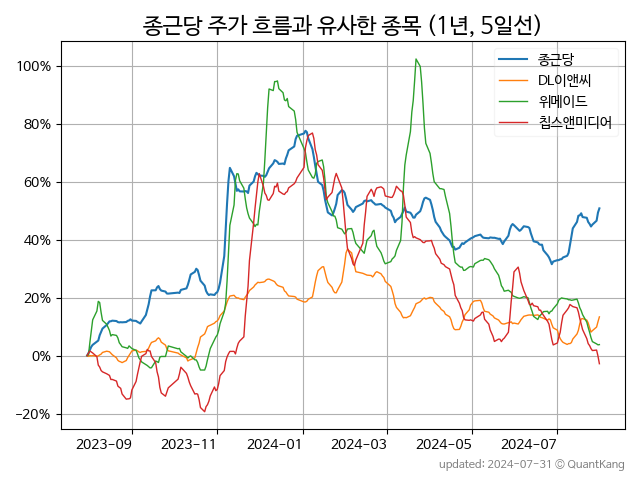 종근당 주가 흐름과 유사한 종목 (1년, 5일선)
종근당
DL이앤씨
위메이드
칩스앤미디어
100%
80%
60%
40%
20%
0%
−20%
2023-09
2023-11
2024-01
2024-03
2024-05
2024-07
updated: 2024-07-31 © QuantKang